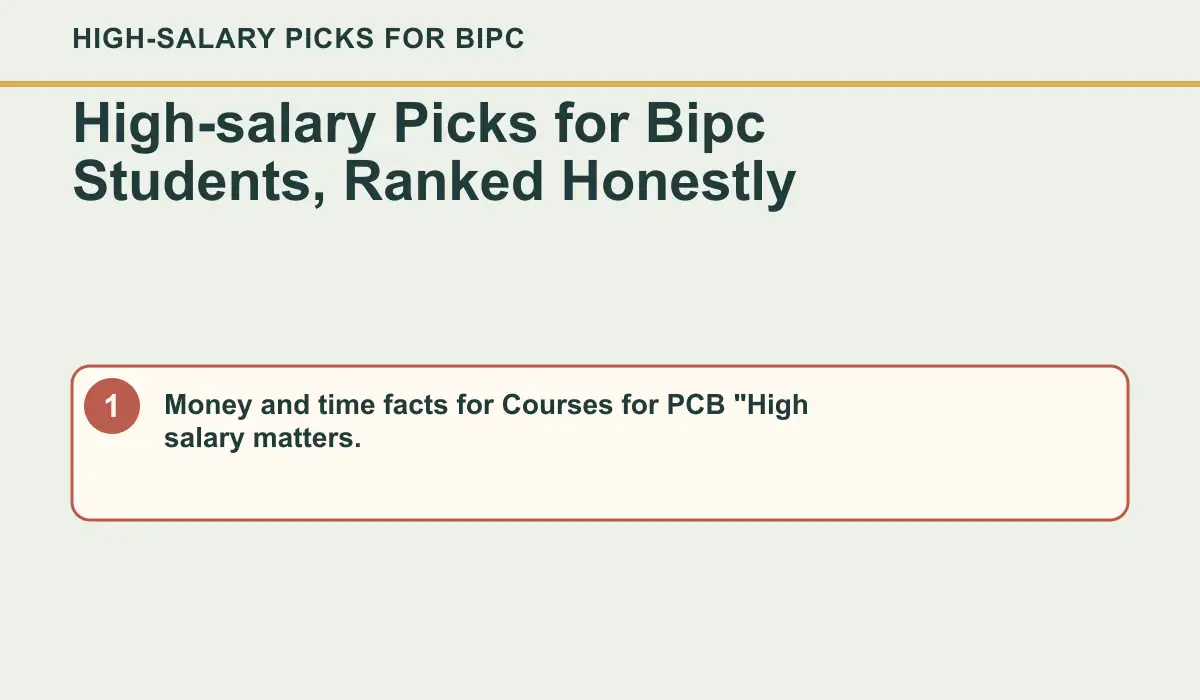 HIGH-SALARY PICKS FOR BIPC
High-salary Picks for Bipc
Students, Ranked Honestly
1
Money and time facts for Courses for PCB "High
salary matters.